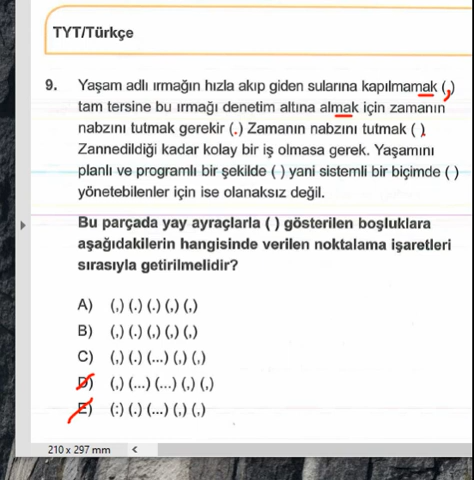 TYT/Türkçe
9. Yaşam adlı ırmağın hızla akıp giden sularına kapılmamak (,)
tam tersine bu ırmağı denetim altına almak için zamanın
nabzını tutmak gerekir (.) Zamanın nabzını tutmak ( )
Zannedildiği kadar kolay bir iş olmasa gerek. Yaşamını
planlı ve programlı bir şekilde ( ) yani sistemli bir biçimde ( )
yönetebilenler için ise olanaksız değil.
Bu parçada yay ayraçlarla ( ) gösterilen boşluklara
aşağıdakilerin hangisinde verilen noktalama işaretleri
sırasıyla getirilmelidir?
A) (,) (.) (.) (,) (,)
B) (,) (.) (,) (,) (,)
C) (,) (.) (...) (,) (,)
D) (,) (...) (...) (,) (,)
E) (:) (.) (...) (,) (,)
210 x 297 mm